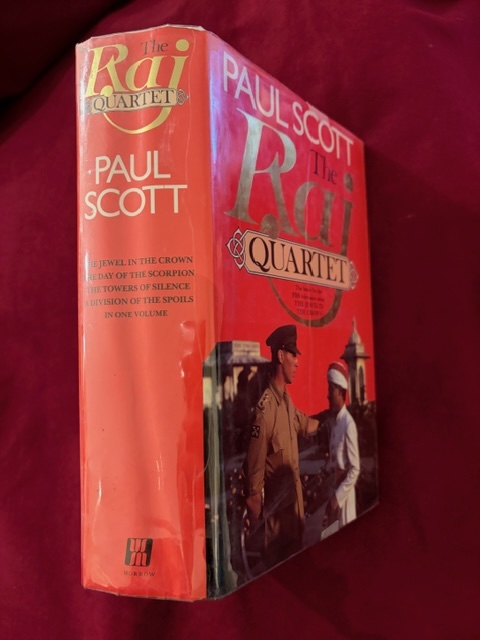 The
Raj
QUARTET
PAUL
SCOTT
THE JEWEL IN THE CROWN
THE DAY OF THE SCORPION
THE TOWERS OF SILENCE
A DIVISION OF THE SPOILS
IN ONE VOLUME
PAUL SCOTT
The
Raj
QUARTET